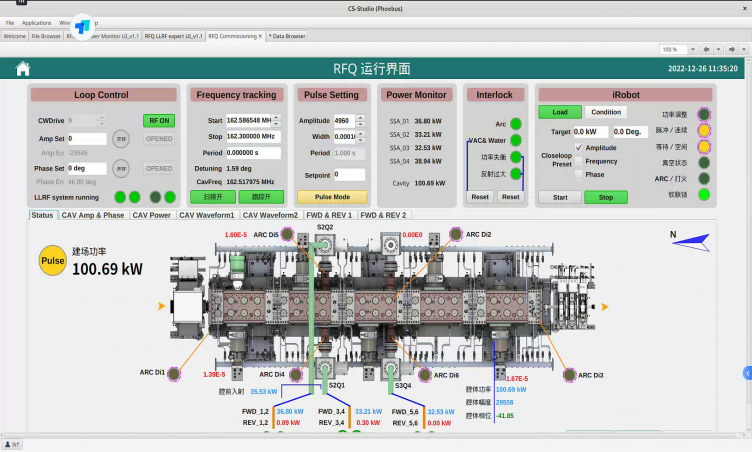 CS-Studio (Phoebus)
File Applications
Welcome File Browser er Monitor UI_v1.1 RFQ LLRF expert UI_v1.1 RFQ Commissioning * Data Browser
100 %
RFQ 运行界面
2022-12-26 11:35:20
Loop Control
CWDrive 0 RF ON
Amp Set 0 OPENED
Amp Err -29545
Phase Set 0 deg OPENED
Phase Err 46.80 deg
LLRF system running
Frequency tracking
Start 162.586548 MHz
Stop 162.300000 MHz
Period 0.000000 s
Detuning 1.59 deg
CavFreq 162.517975 MHz
扫频开 跟踪开
Pulse Setting
Amplitude 4960
Width 0.0001
Period 1.000 s
Setpoint 0
Pulse Mode
Power Monitor
SSA_01 36.80 kW
SSA_02 33.21 kW
SSA_03 32.53 kW
SSA_04 38.94 kW
Cavity 100.69 kW
Interlock
Arc
VAC& Water
功率失衡
反射过大
Reset Reset
iRobot
Load Condition
Target 0.0 kW 0.0 Deg.
Closeloop Preset
Amplitude
Frequency
Phase
Start Stop
功率调整
脉冲 / 连续
等待 / 空闲
真空状态
ARC / 打火
软联锁
Status CAV Amp & Phase CAV Power CAV Waveform1 CAV Waveform2 FWD & REV 1 FWD & REV 2
Pulse
建场功率
100.69 kW
1.60E-5 ARC Di5 S2Q2 0.00E0 ARC Di2
N
ARC Di1 1.39E-5 ARC Di4 S2Q1 S3Q4 ARC Di6 1.67E-5 ARC Di3
腔前入射 35.53 kW
腔体功率 100.69 kW
腔体幅度 29556
腔体相位 -41.85
FWD_1,2 36.80 kW FWD_3,4 33.21 kW FWD_5,6 32.53 kW
REV_1,2 0.09 kW REV_3,4 0.30 kW REV_5,6 0.00 kW